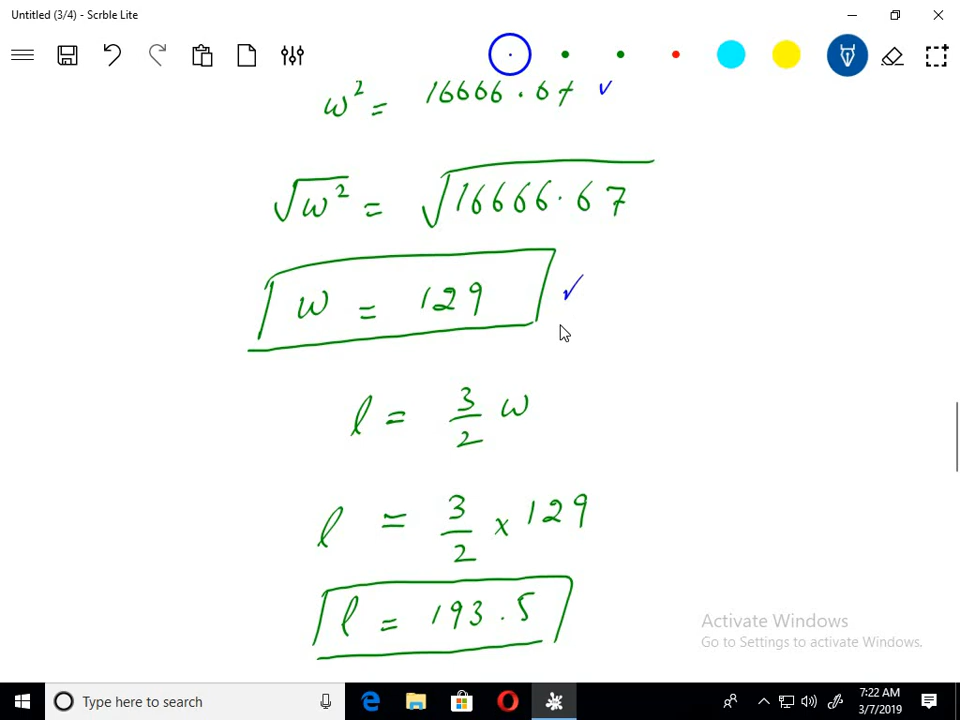 Untitled (3/4) - Scrble Lite
w² = 16666.67 ✓
√w² = √16666.67
w = 129 ✓
l = 3/2 w
l = 3/2 x 129
l = 193.5
Activate Windows
Go to Settings to activate Windows.
Type here to search
7:22 AM
3/7/2019